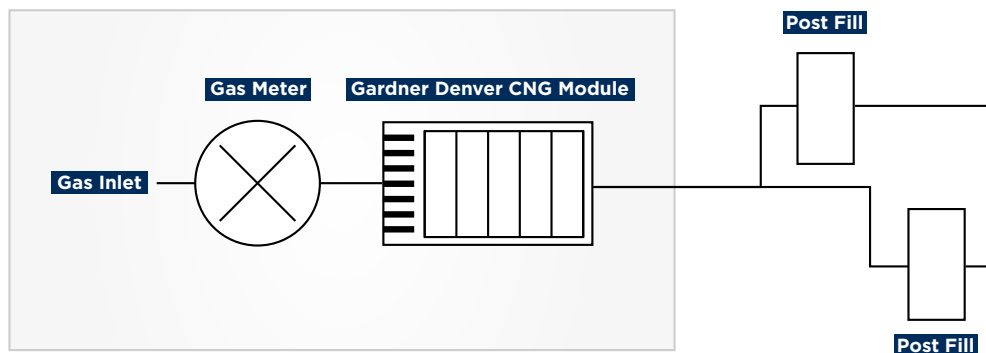 Post Fill
Gas Meter
Gardner Denver CNG Module
Gas Inlet
Post Fill